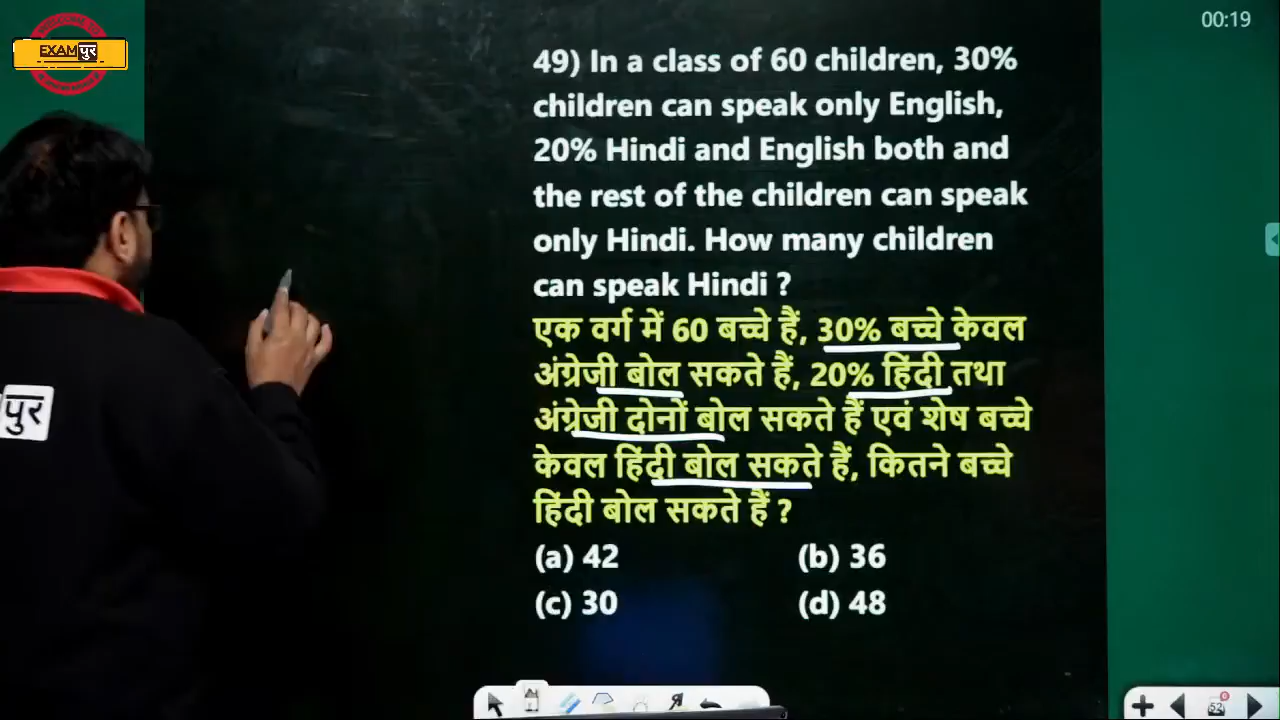 WELCOME TO
EXAMपुर
00:19
49) In a class of 60 children, 30%
children can speak only English,
20% Hindi and English both and
the rest of the children can speak
only Hindi. How many children
can speak Hindi ?
एक वर्ग में 60 बच्चे हैं, 30% बच्चे केवल
अंग्रेजी बोल सकते हैं, 20% हिंदी तथा
अंग्रेजी दोनों बोल सकते हैं एवं शेष बच्चे
केवल हिंदी बोल सकते हैं, कितने बच्चे
हिंदी बोल सकते हैं ?
(a) 42 (b) 36
(c) 30 (d) 48
पुर